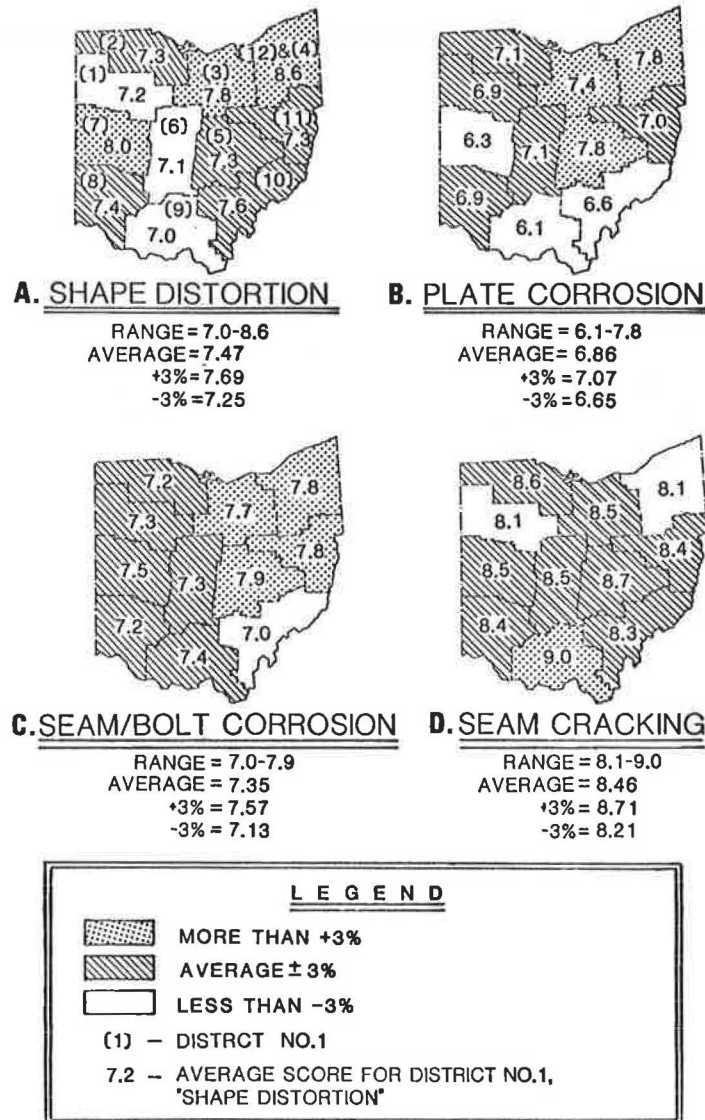 (2)
7.3
(12)&(4)
(1)
(3)
8.6
7.2
7.8
(7)
(6)
(5)
(11)
8.0
7.1
7.3
7.3
(8)
(10)
7.4
(9)
7.6
7.0
A. SHAPE DISTORTION
RANGE = 7.0-8.6
AVERAGE = 7.47
+3% = 7.69
-3% = 7.25
7.1
7.8
6.9
7.4
7.0
6.3
7.1
7.8
6.9
6.6
6.1
B. PLATE CORROSION
RANGE = 6.1-7.8
AVERAGE = 6.86
+3% = 7.07
-3% = 6.65
7.2
7.8
7.3
7.7
7.8
7.5
7.3
7.9
7.2
7.0
7.4
C. SEAM/BOLT CORROSION
RANGE = 7.0-7.9
AVERAGE = 7.35
+3% = 7.57
-3% = 7.13
8.6
8.1
8.1
8.5
8.4
8.5
8.5
8.7
8.4
8.3
9.0
D. SEAM CRACKING
RANGE = 8.1-9.0
AVERAGE = 8.46
+3% = 8.71
-3% = 8.21
LEGEND
MORE THAN +3%
AVERAGE ± 3%
LESS THAN -3%
(1) – DISTRCT NO.1
7.2 – AVERAGE SCORE FOR DISTRICT NO.1,
"SHAPE DISTORTION"